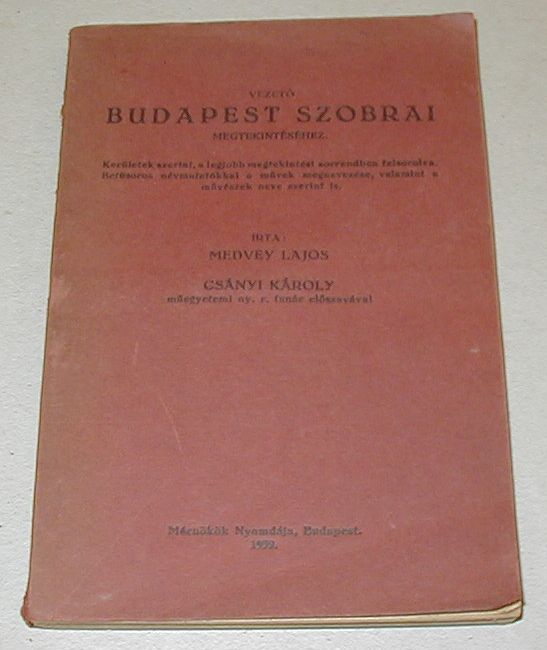 VEZETŐ
BUDAPEST SZOBRAI
MEGTEKINTÉSÉHEZ.
Kerületek szerint, a legjobb megtekintési sorrendben felsorolva.
Betűsoros névmutatókkal a művek megnevezése, valamint a
művészek neve szerint is.
ÍRTA:
MEDVEY LAJOS
CSÁNYI KÁROLY
műegyetemi ny. r. tanár előszavával
Mérnökök Nyomdája, Budapest.
1939.